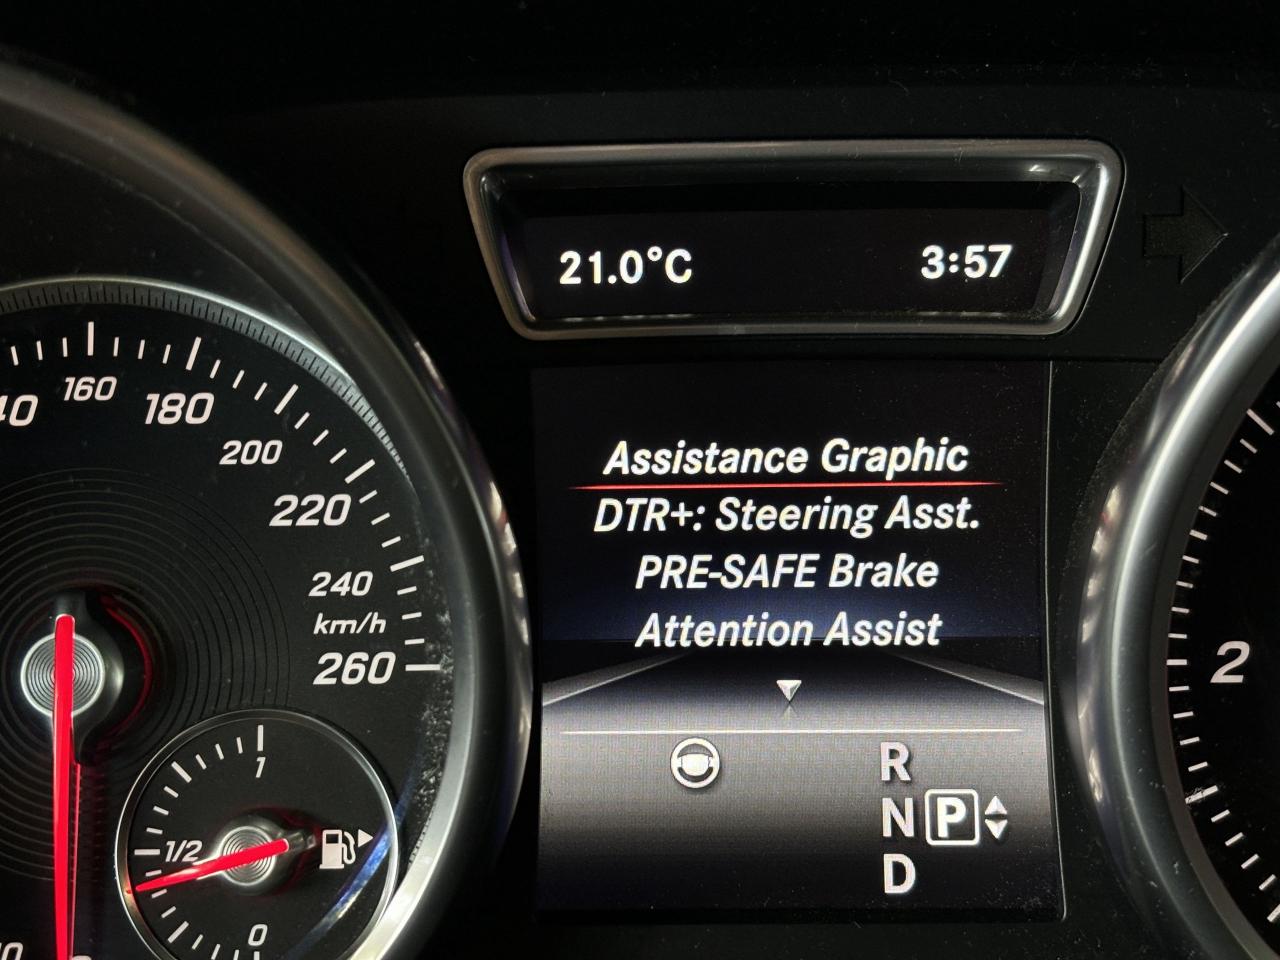 21.0°C 3:57
160
180
200
220
240
km/h
260
Assistance Graphic
DTR+: Steering Asst.
PRE-SAFE Brake
Attention Assist
R
N P
D
1
1/2
0
2